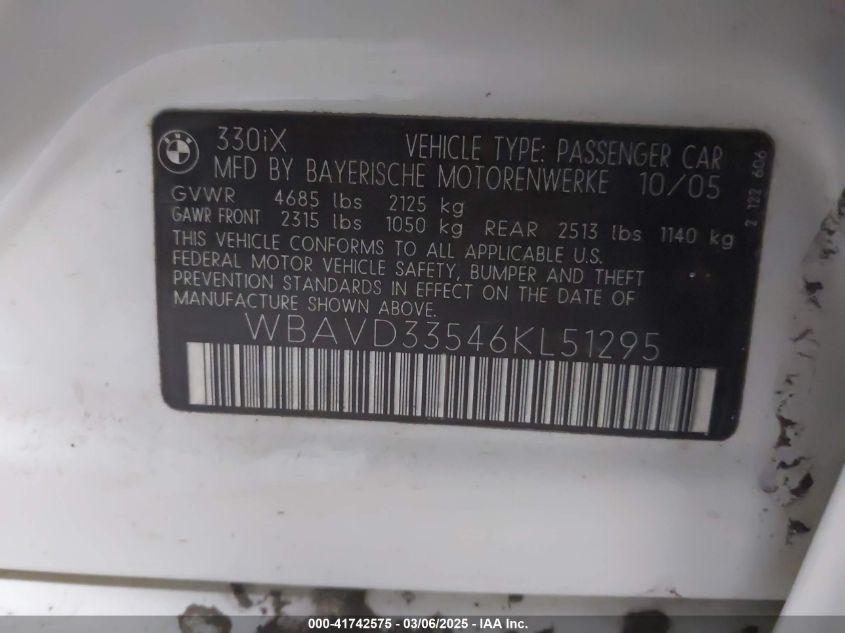 BMW
330iX VEHICLE TYPE: PASSENGER CAR
MFD BY BAYERISCHE MOTORENWERKE 10/05
GVWR 4685 lbs 2125 kg
GAWR FRONT 2315 lbs 1050 kg REAR 2513 lbs 1140 kg
THIS VEHICLE CONFORMS TO ALL APPLICABLE U.S.
FEDERAL MOTOR VEHICLE SAFETY, BUMPER AND THEFT
PREVENTION STANDARDS IN EFFECT ON THE DATE OF
MANUFACTURE SHOWN ABOVE.
WBAVD33546KL51295
2 122 606
000-41742575 - 03/06/2025 - IAA Inc.